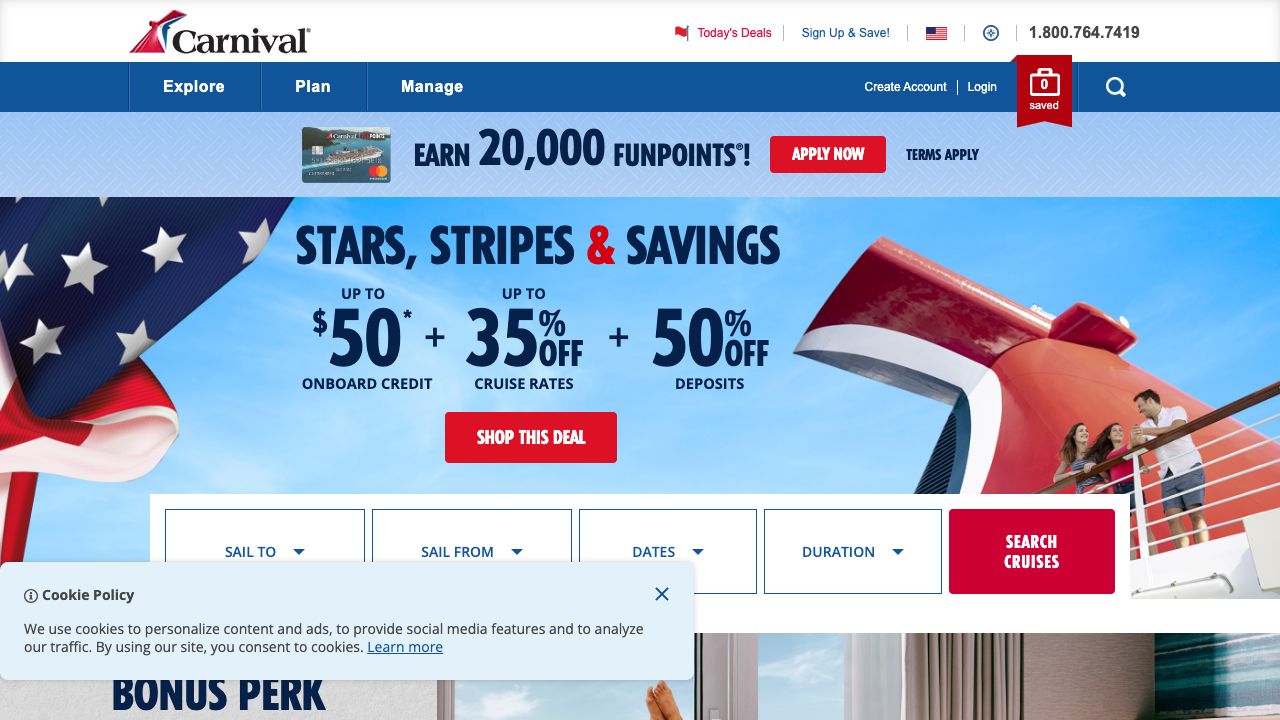 Carnival®
Today's Deals
Sign Up & Save!
1.800.764.7419
Explore
Plan
Manage
Create Account
Login
0
saved
EARN 20,000 FUNPOINTS®!
APPLY NOW
TERMS APPLY
STARS, STRIPES & SAVINGS
UP TO
$50*
ONBOARD CREDIT
+
UP TO
35% OFF
CRUISE RATES
+
50% OFF
DEPOSITS
SHOP THIS DEAL
SAIL TO
SAIL FROM
DATES
DURATION
SEARCH
CRUISES
Cookie Policy
We use cookies to personalize content and ads, to provide social media features and to analyze
our traffic. By using our site, you consent to cookies. Learn more
BONUS PERK